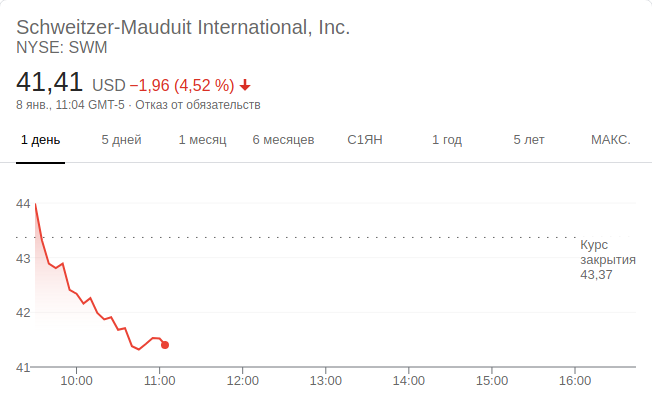 Schweitzer-Mauduit International, Inc.
NYSE: SWM
41,41 USD −1,96 (4,52 %)
8 янв., 11:04 GMT-5 · Отказ от обязательств
1 день 5 дней 1 месяц 6 месяцев С1ЯН 1 год 5 лет МАКС.
44
Курс
закрытия
43,37
43
42
41
10:00 11:00 12:00 13:00 14:00 15:00 16:00